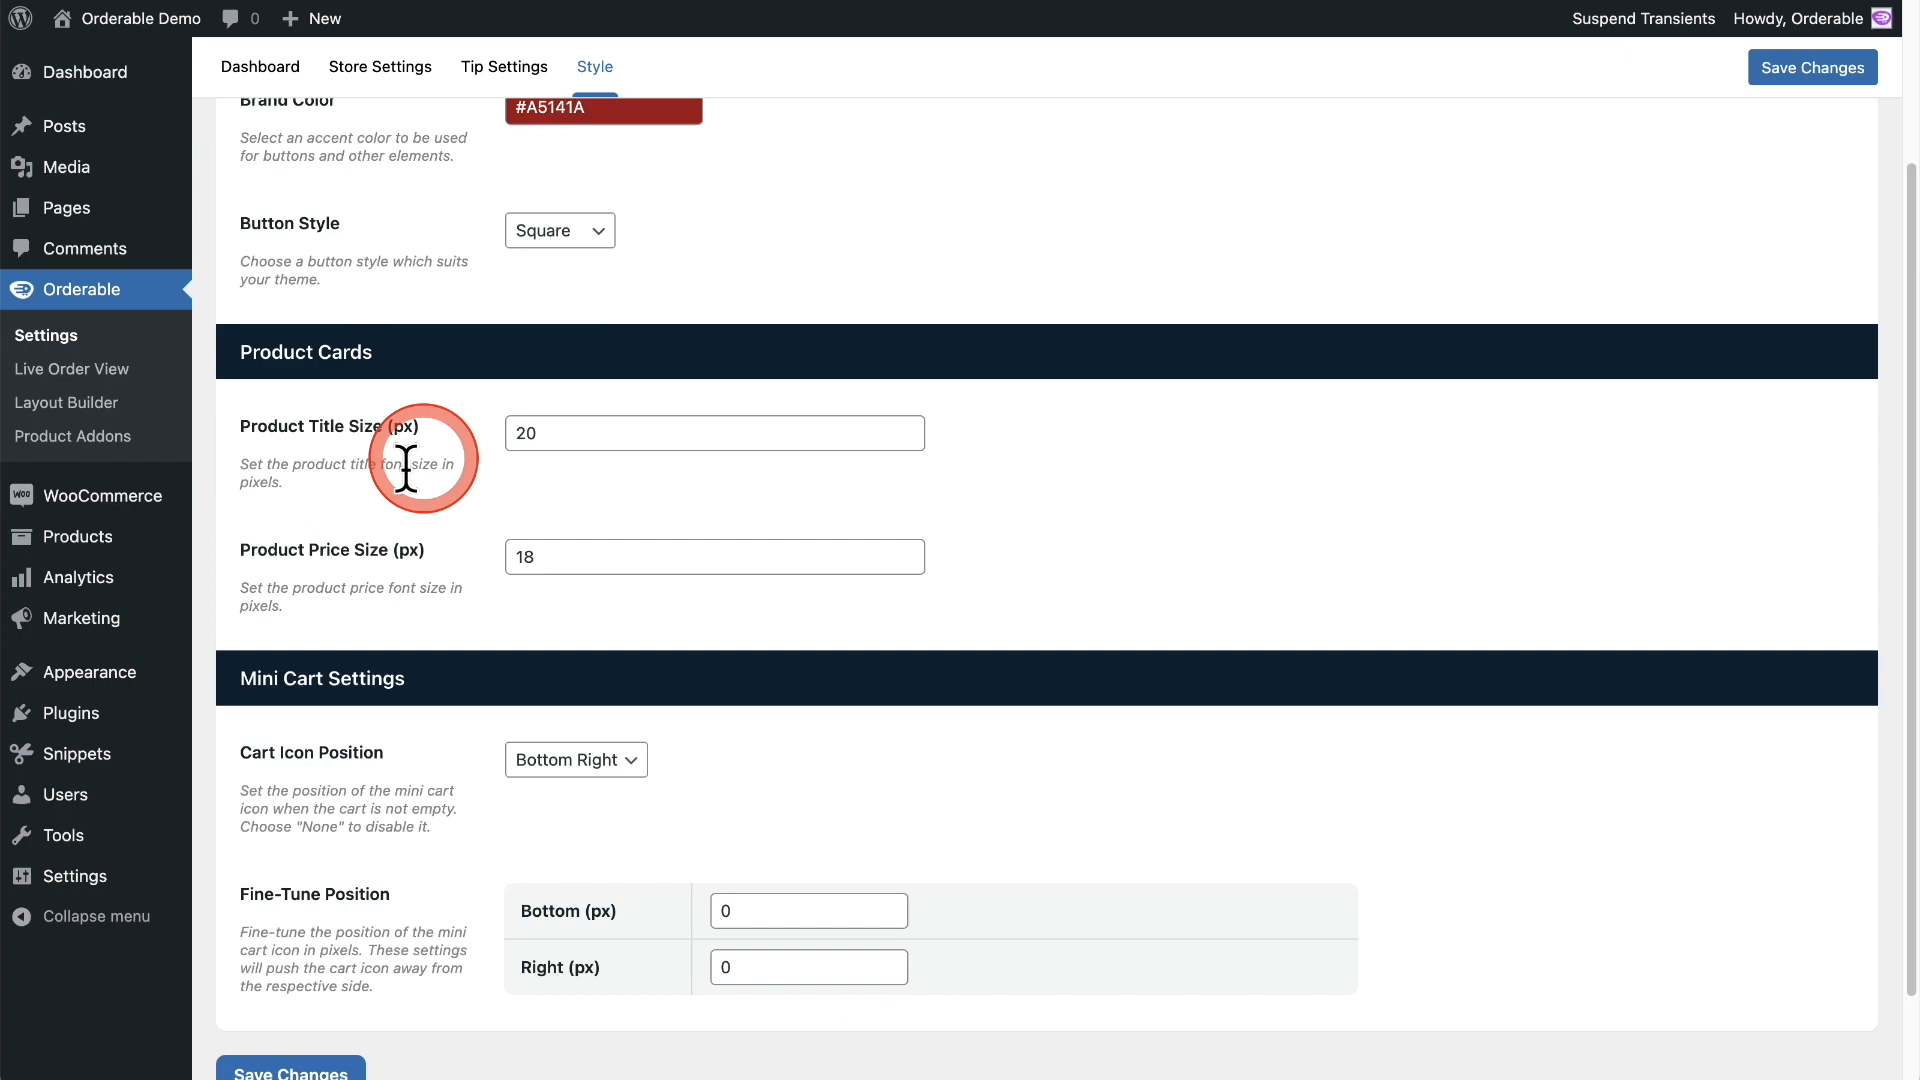 Orderable Demo
0
New
Suspend Transients
Howdy, Orderable
Dashboard
Posts
Media
Pages
Comments
Orderable
Settings
Live Order View
Layout Builder
Product Addons
WOO
WooCommerce
Products
Analytics
Marketing
Appearance
Plugins
Snippets
Users
Tools
Settings
Collapse menu
Dashboard
Store Settings
Tip Settings
Style
Save Changes
Brand Color
#A5141A
Select an accent color to be used
for buttons and other elements.
Button Style
Square
Choose a button style which suits
your theme.
Product Cards
Product Title Size (px)
20
Set the product title font size in
pixels.
Product Price Size (px)
18
Set the product price font size in
pixels.
Mini Cart Settings
Cart Icon Position
Bottom Right
Set the position of the mini cart
icon when the cart is not empty.
Choose "None" to disable it.
Fine-Tune Position
Fine-tune the position of the mini
cart icon in pixels. These settings
will push the cart icon away from
the respective side.
Bottom (px)
0
Right (px)
0
Save Changes